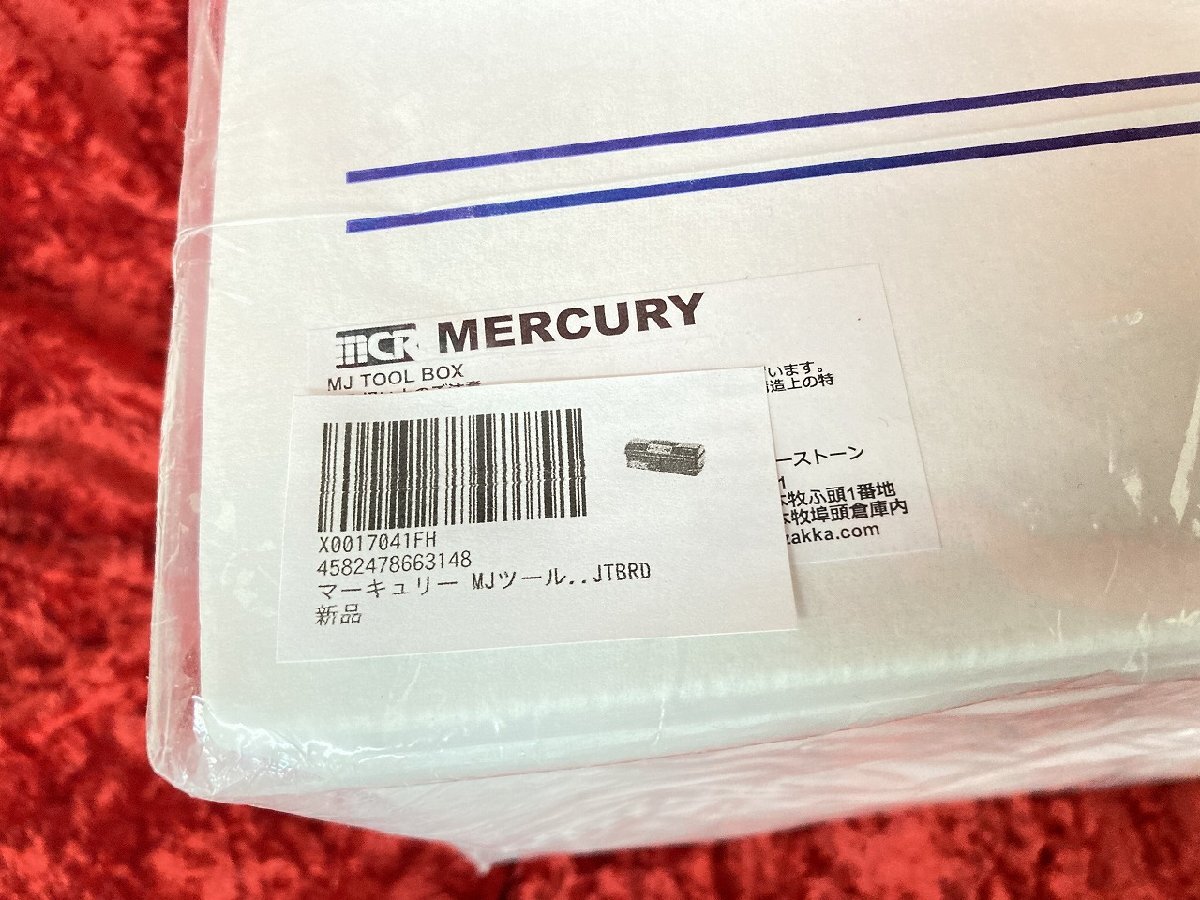 MCR MERCURY
MJ TOOL BOX
います。
造上の特
ーストーン
牧ふ頭1番地
牧埠頭倉庫内
zakka.com
X0017041FH
4582478663148
マーキュリー MJツール..JTBRD
新品